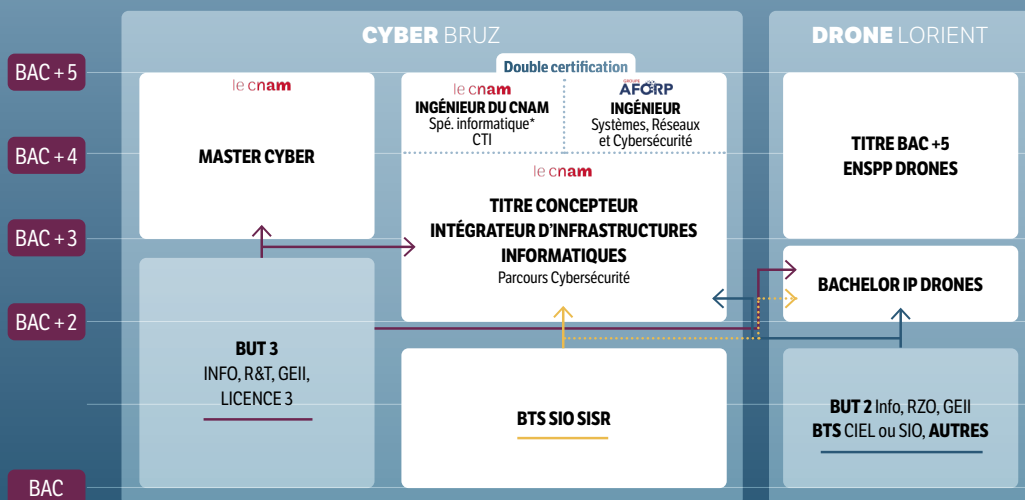 CYBER BRUZ
DRONE LORIENT
BAC + 5
BAC + 4
BAC + 3
BAC + 2
BAC
le cnam
MASTER CYBER
Double certification
le cnam
INGÉNIEUR DU CNAM
Spé. informatique*
CTI
GROUPE
AFORP
INGÉNIEUR
Systèmes, Réseaux
et Cybersécurité
le cnam
TITRE CONCEPTEUR
INTÉGRATEUR D'INFRASTRUCTURES
INFORMATIQUES
Parcours Cybersécurité
TITRE BAC +5
ENSPP DRONES
BACHELOR IP DRONES
BUT 3
INFO, R&T, GEII,
LICENCE 3
BTS SIO SISR
BUT 2 Info, RZO, GEII
BTS CIEL ou SIO, AUTRES